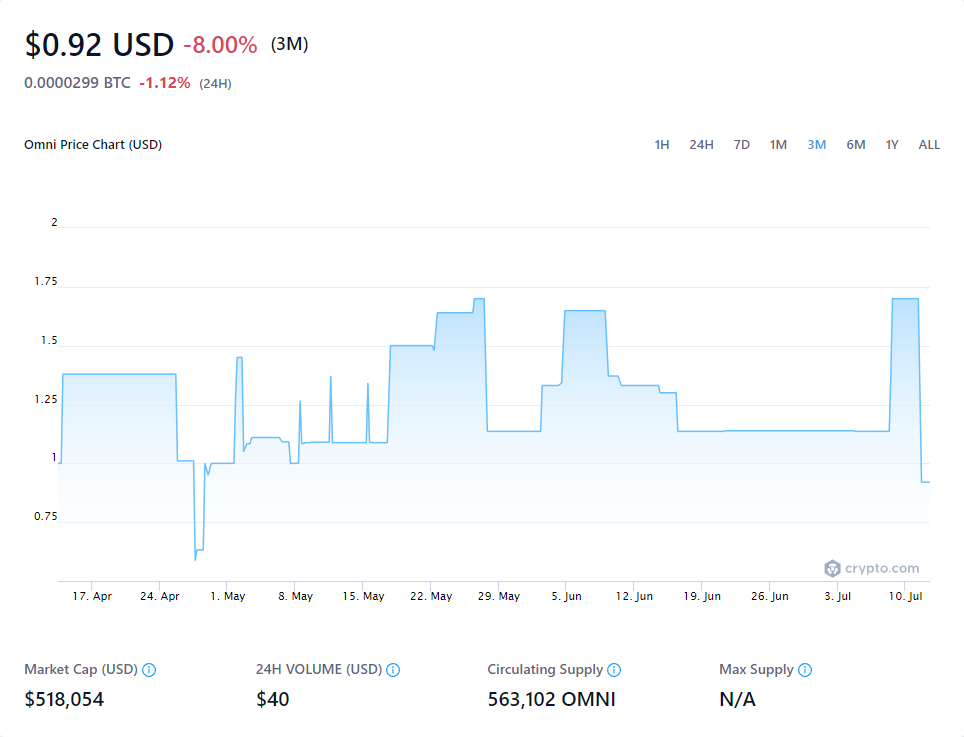 $0.92 USD -8.00% (3M)
0.0000299 BTC -1.12% (24H)
Omni Price Chart (USD) 1H 24H 7D 1M 3M 6M 1Y ALL
2
1.75
1.5
1.25
1
0.75
crypto.com
17. Apr 24. Apr 1. May 8. May 15. May 22. May 29. May 5. Jun 12. Jun 19. Jun 26. Jun 3. Jul 10. Jul
Market Cap (USD) 24H VOLUME (USD) Circulating Supply Max Supply
$518,054 $40 563,102 OMNI N/A